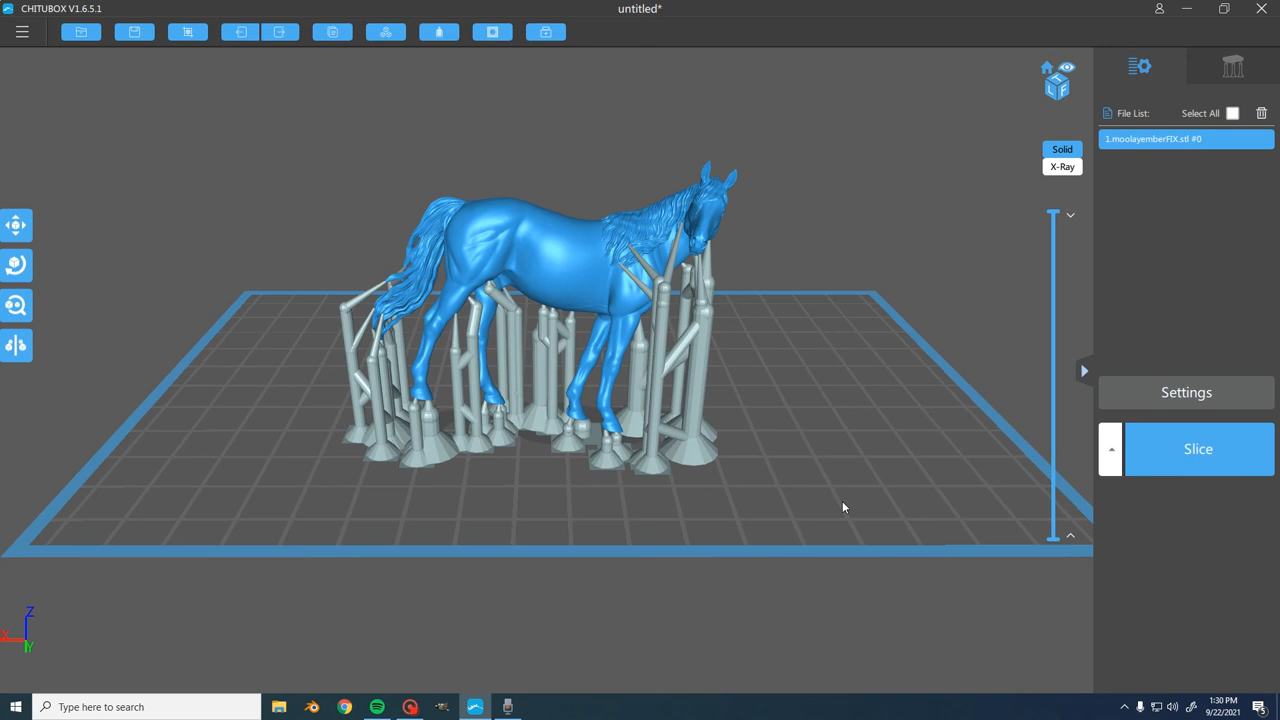 CHITUBOX V1.6.5.1
untitled*
File List:
Select All
1.moolayemberFIX.stl #0
Solid
X-Ray
T
L F
Settings
Slice
Z
X
Y
Type here to search
1:30 PM
9/22/2021
5